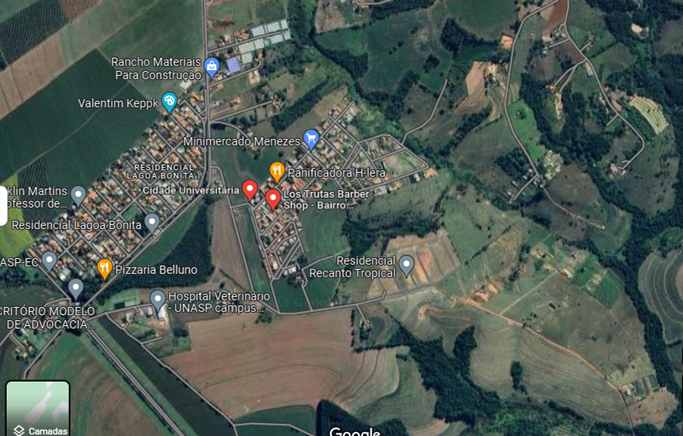 Rancho Materiais
Para Construção
Valentim Keppk
Minimercado Menezes
RESIDENCIAL
LAGOA BONITA
Panificadora H-lera
Cidade Universitária
klin Martins
ofessor de...
Los Trutas Barber
Shop - Bairro...
Residencial Lagoa Bonita
ASP-EC
Pizzaria Belluno
Residencial
Recanto Tropical
Hospital Veterinário
- UNASP campus...
CRITÓRIO MODELO
DE ADVOCACIA...
Camadas
Google